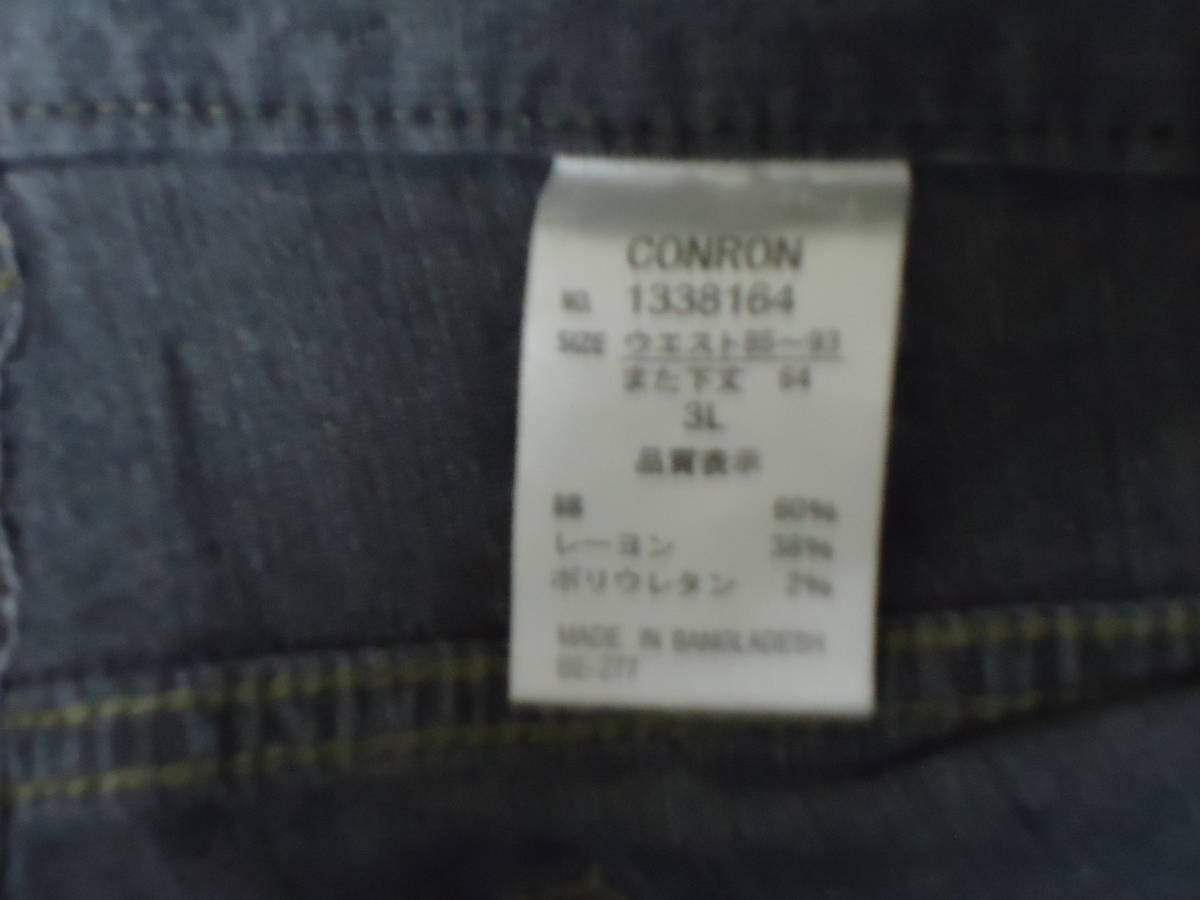 CONRON
NO. 1338164
SIZE ウエスト85〜93
また下丈 64
3L
品質表示
綿 60%
レーヨン 38%
ポリウレタン 2%
MADE IN BANGLADESH